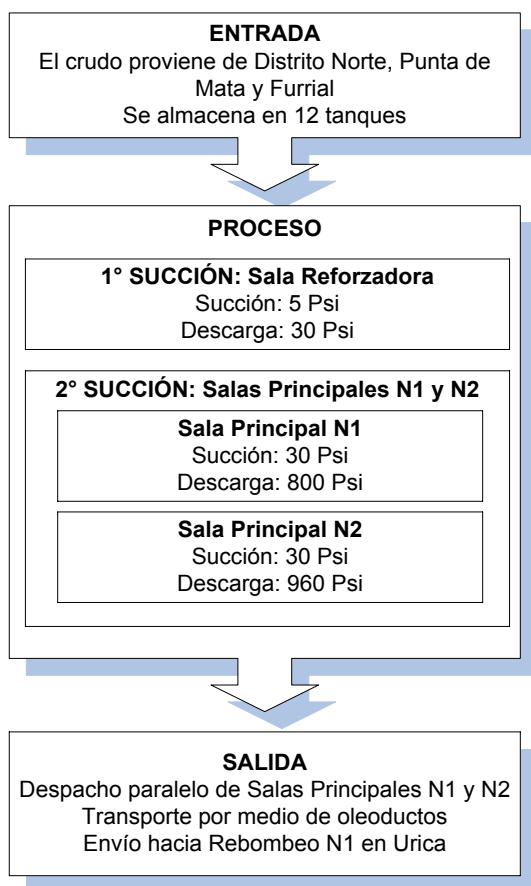 ENTRADA
El crudo proviene de Distrito Norte, Punta de
Mata y Furrial
Se almacena en 12 tanques
PROCESO
1° SUCCIÓN: Sala Reforzadora
Succión: 5 Psi
Descarga: 30 Psi
2° SUCCIÓN: Salas Principales N1 y N2
Sala Principal N1
Succión: 30 Psi
Descarga: 800 Psi
Sala Principal N2
Succión: 30 Psi
Descarga: 960 Psi
SALIDA
Despacho paralelo de Salas Principales N1 y N2
Transporte por medio de oleoductos
Envío hacia Rebombeo N1 en Urica